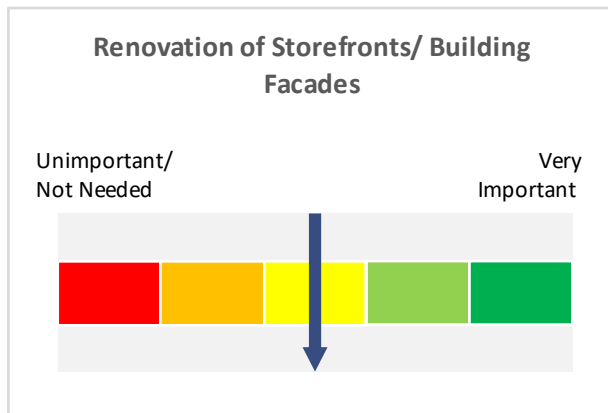 Renovation of Storefronts/ Building
Facades
Unimportant/
Not Needed
Very
Important